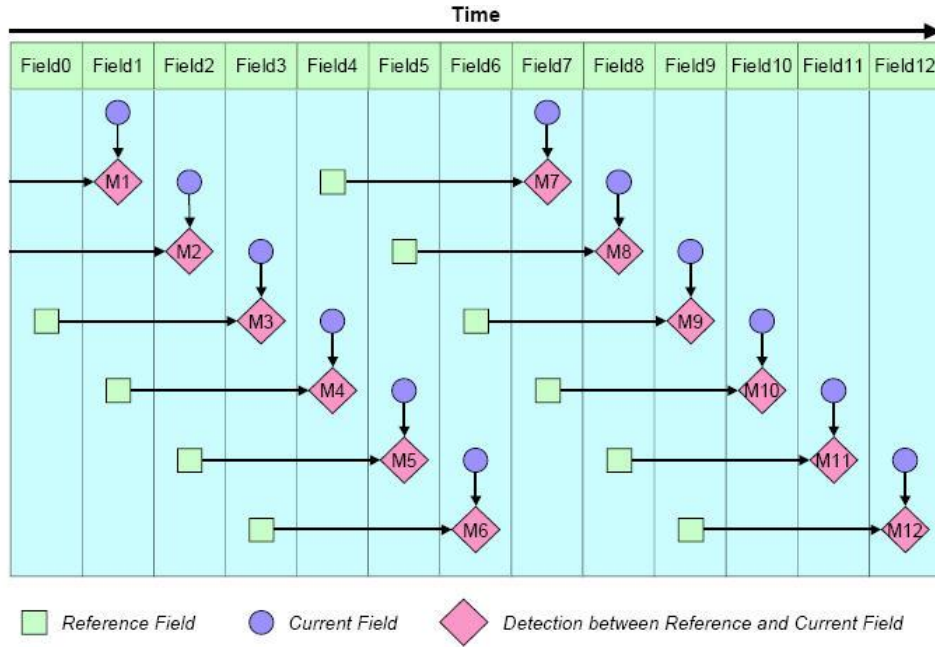 Time
Field0 Field1 Field2 Field3 Field4 Field5 Field6 Field7 Field8 Field9 Field10 Field11 Field12
M1 M7
M2 M8
M3 M9
M4 M10
M5 M11
M6 M12
Reference Field Current Field Detection between Reference and Current Field